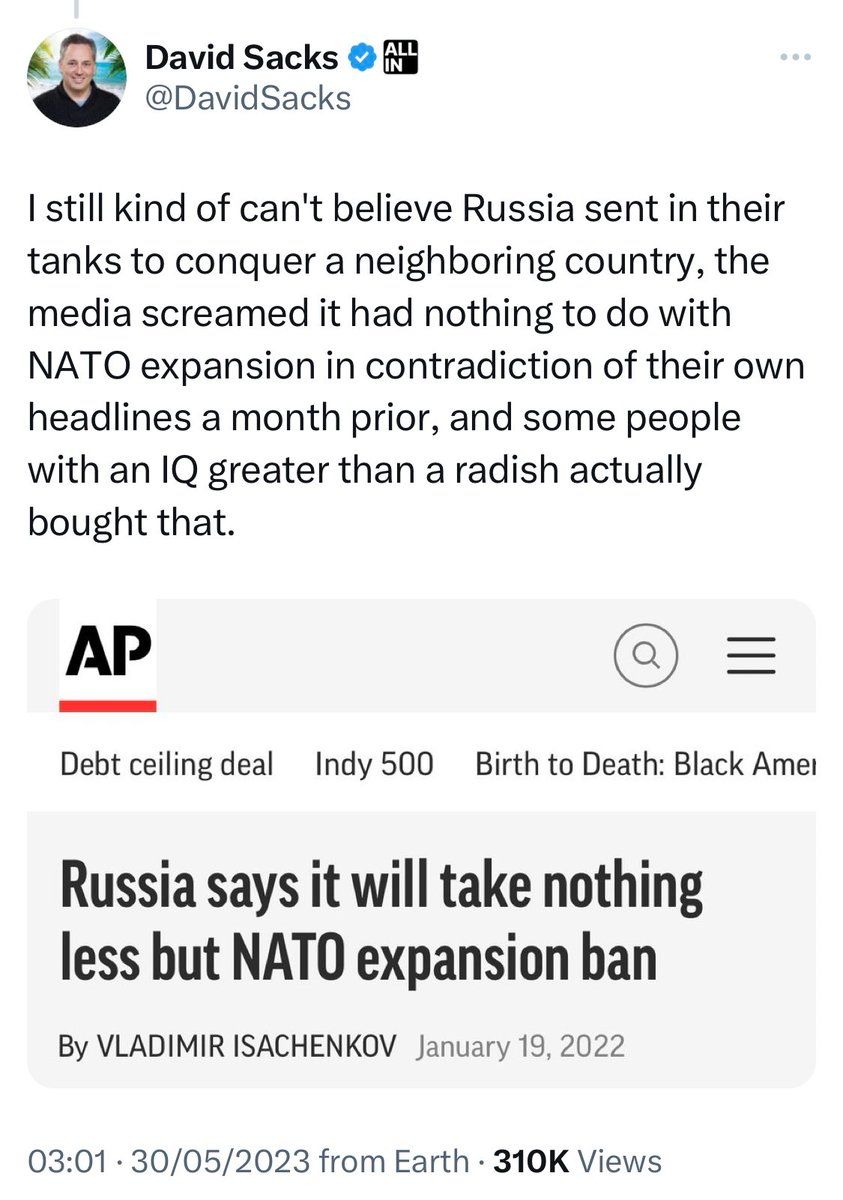 David Sacks ALL IN
@DavidSacks
I still kind of can't believe Russia sent in their
tanks to conquer a neighboring country, the
media screamed it had nothing to do with
NATO expansion in contradiction of their own
headlines a month prior, and some people
with an IQ greater than a radish actually
bought that.
AP
Debt ceiling deal Indy 500 Birth to Death: Black Amer
Russia says it will take nothing
less but NATO expansion ban
By VLADIMIR ISACHENKOV January 19, 2022
03:01 · 30/05/2023 from Earth · 310K Views